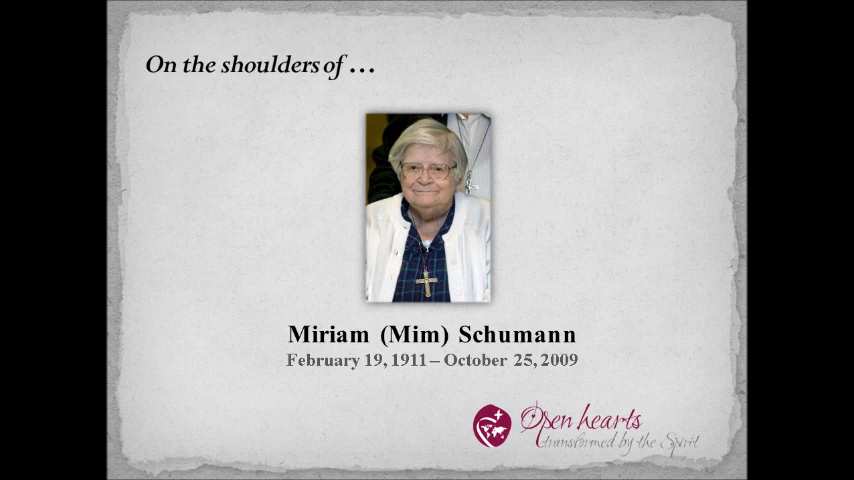 On the shoulders of ...
Miriam (Mim) Schumann
February 19, 1911 – October 25, 2009
Open hearts
transformed by the Spirit